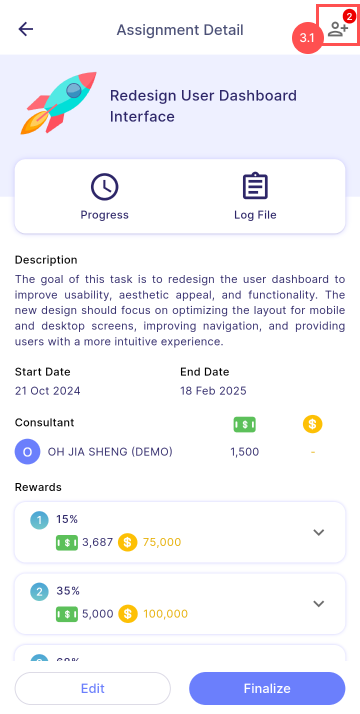 Assignment Detail
2
3.1
Redesign User Dashboard
Interface
Progress
Log File
Description
The goal of this task is to redesign the user dashboard to
improve usability, aesthetic appeal, and functionality. The
new design should focus on optimizing the layout for mobile
and desktop screens, improving navigation, and providing
users with a more intuitive experience.
Start Date
End Date
21 Oct 2024
18 Feb 2025
Consultant
O OH JIA SHENG (DEMO) 1,500 -
Rewards
1 15%
3,687 $ 75,000
2 35%
5,000 $ 100,000
Edit
Finalize